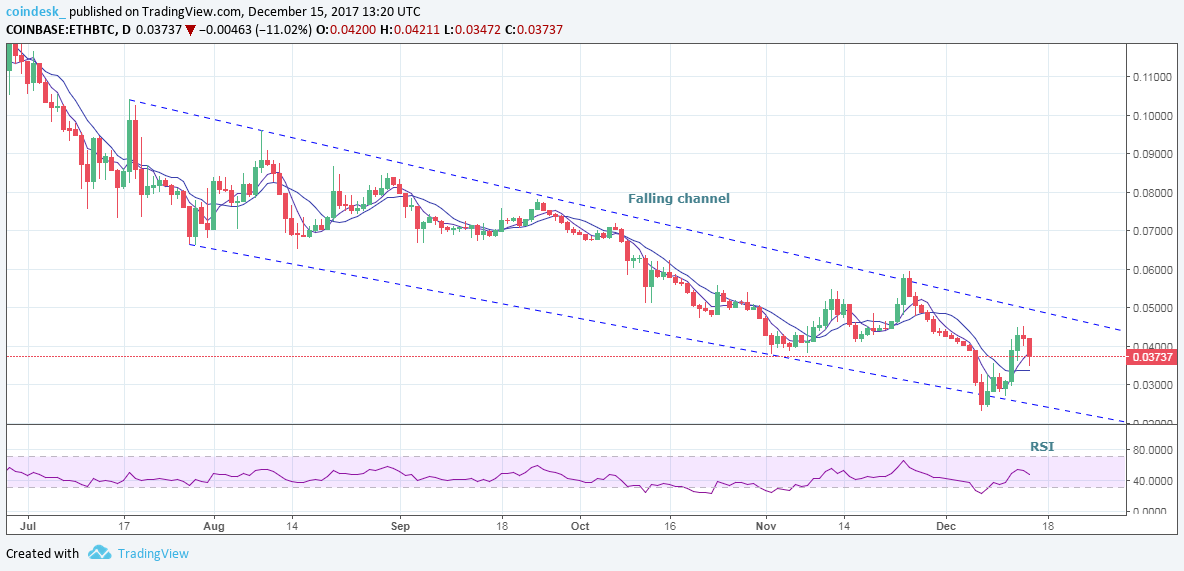 coindesk_ published on TradingView.com, December 15, 2017 13:20 UTC
COINBASE:ETHBTC, D 0.03737 ▼ −0.00463 (−11.02%) O:0.04200 H:0.04211 L:0.03472 C:0.03737
0.11000
0.10000
0.09000
0.08000
Falling channel
0.07000
0.06000
0.05000
0.04000
0.03737
0.03000
0.02000
RSI
80.0000
40.0000
0.0000
Jul 17 Aug 14 Sep 18 Oct 16 Nov 14 Dec 18
Created with TradingView